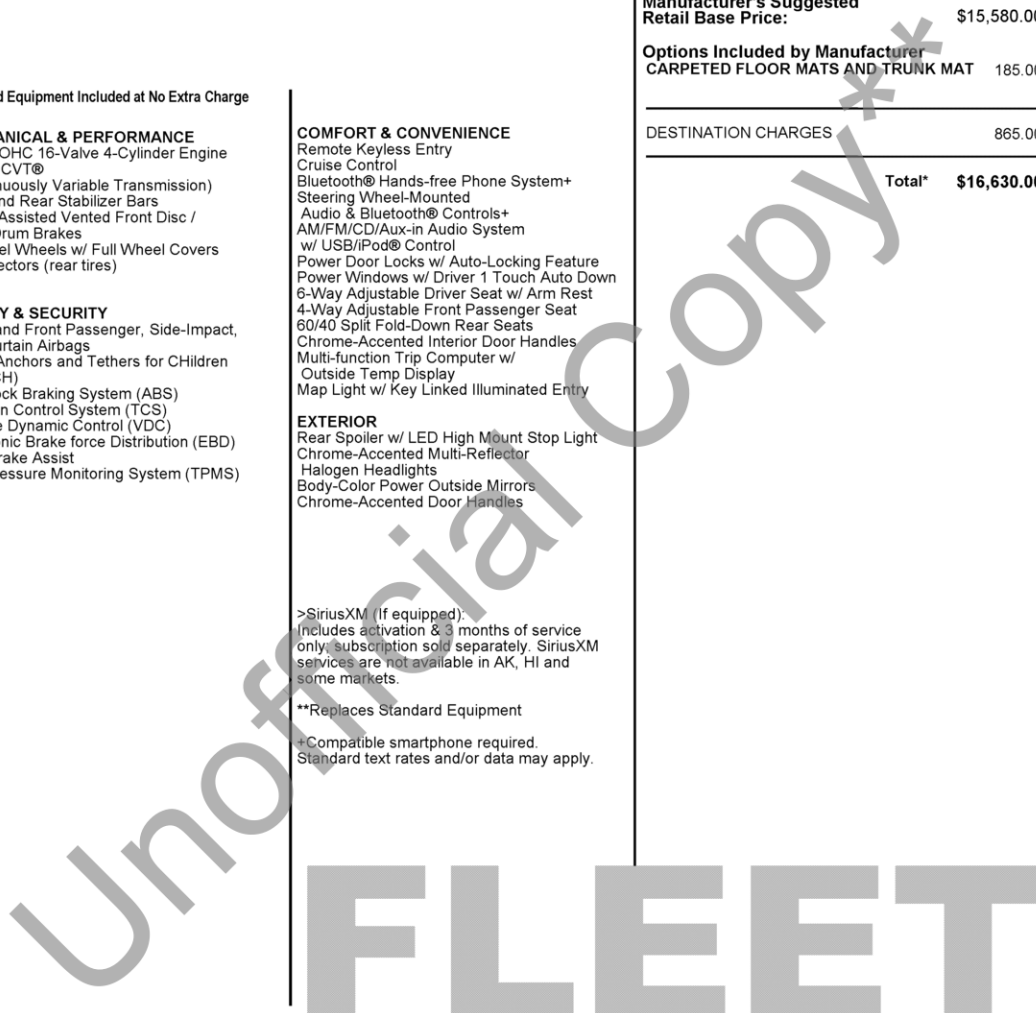 d Equipment Included at No Extra Charge
ANICAL & PERFORMANCE
OHC 16-Valve 4-Cylinder Engine
CVT®
nuously Variable Transmission)
nd Rear Stabilizer Bars
Assisted Vented Front Disc /
rum Brakes
el Wheels w/ Full Wheel Covers
ectors (rear tires)
Y & SECURITY
and Front Passenger, Side-Impact,
urtain Airbags
Anchors and Tethers for CHildren
CH)
ock Braking System (ABS)
on Control System (TCS)
e Dynamic Control (VDC)
onic Brake force Distribution (EBD)
rake Assist
ressure Monitoring System (TPMS)
COMFORT & CONVENIENCE
Remote Keyless Entry
Cruise Control
Bluetooth® Hands-free Phone System+
Steering Wheel-Mounted
Audio & Bluetooth® Controls+
AM/FM/CD/Aux-in Audio System
w/ USB/iPod® Control
Power Door Locks w/ Auto-Locking Feature
Power Windows w/ Driver 1 Touch Auto Down
6-Way Adjustable Driver Seat w/ Arm Rest
4-Way Adjustable Front Passenger Seat
60/40 Split Fold-Down Rear Seats
Chrome-Accented Interior Door Handles
Multi-function Trip Computer w/
Outside Temp Display
Map Light w/ Key Linked Illuminated Entry
EXTERIOR
Rear Spoiler w/ LED High Mount Stop Light
Chrome-Accented Multi-Reflector
Halogen Headlights
Body-Color Power Outside Mirrors
Chrome-Accented Door Handles
>SiriusXM (If equipped):
Includes activation & 3 months of service
only; subscription sold separately. SiriusXM
services are not available in AK, HI and
some markets.
**Replaces Standard Equipment
+Compatible smartphone required.
Standard text rates and/or data may apply.
Manufacturer's Suggested
Retail Base Price: $15,580.00
Options Included by Manufacturer
CARPETED FLOOR MATS AND TRUNK MAT 185.00
DESTINATION CHARGES 865.00
Total* $16,630.00
Unofficial Copy**
FLEET